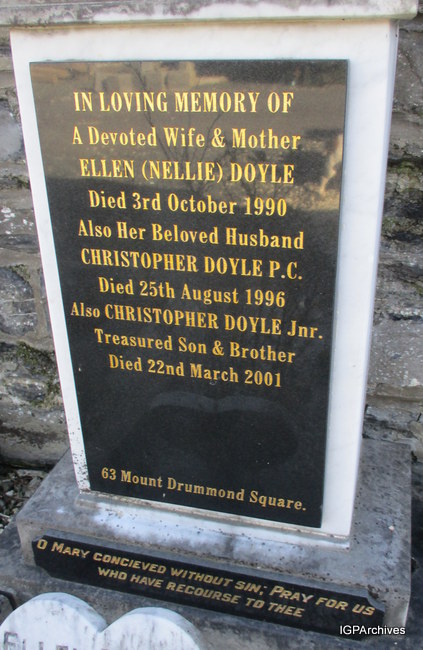 IN LOVING MEMORY OF
A Devoted Wife & Mother
ELLEN (NELLIE) DOYLE
Died 3rd October 1990
Also Her Beloved Husband
CHRISTOPHER DOYLE P.C.
Died 25th August 1996
Also CHRISTOPHER DOYLE Jnr.
Treasured Son & Brother
Died 22nd March 2001
63 Mount Drummond Square.
O MARY CONCIEVED WITHOUT SIN; PRAY FOR US
WHO HAVE RECOURSE TO THEE
IGPArchives